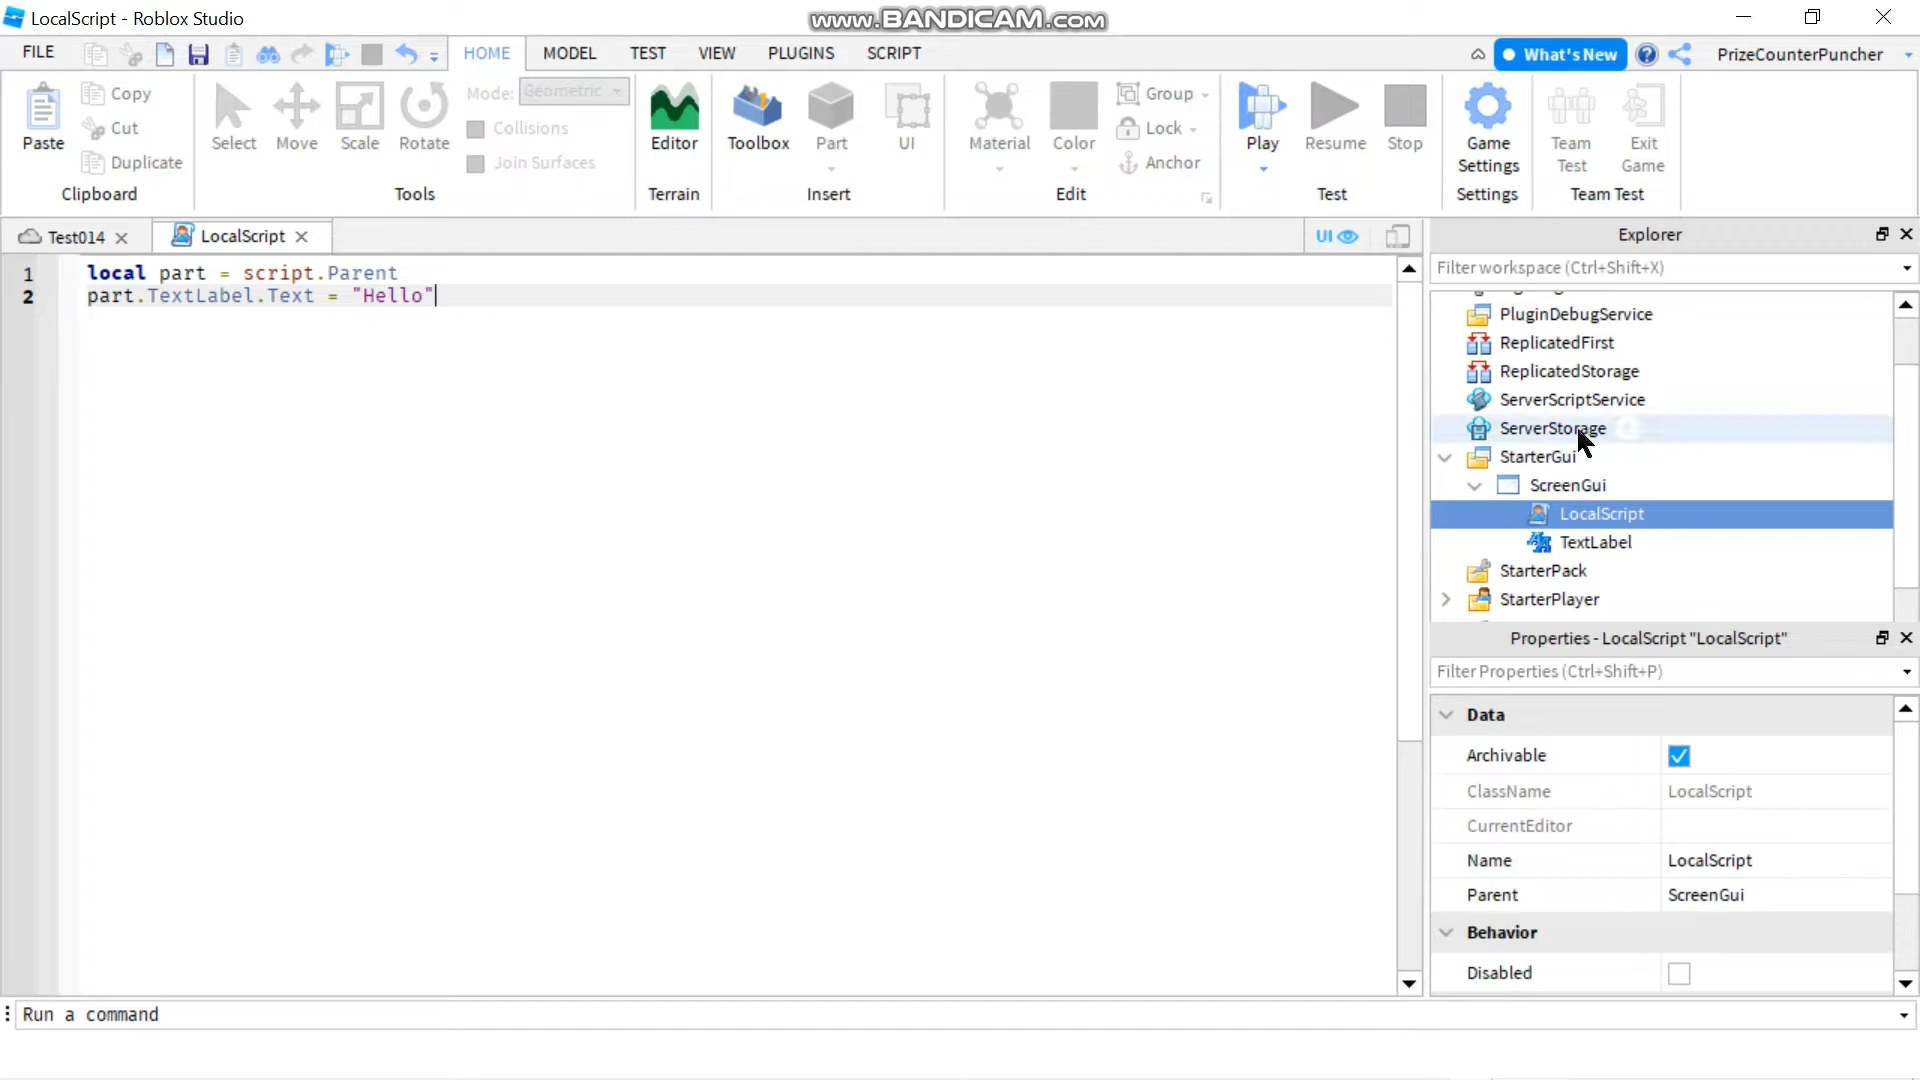 LocalScript - Roblox Studio
www.BANDICAM.com
FILE
HOME
MODEL
TEST
VIEW
PLUGINS
SCRIPT
What's New
PrizeCounterPuncher
Paste
Copy
Cut
Duplicate
Clipboard
Select
Move
Scale
Rotate
Mode: Geometric
Collisions
Join Surfaces
Tools
Editor
Terrain
Toolbox
Part
UI
Insert
Material
Color
Group
Lock
Anchor
Edit
Play
Resume
Stop
Test
Game Settings
Settings
Team Test
Exit Game
Team Test
Test014
LocalScript
UI
1 local part = script.Parent
2 part.TextLabel.Text = "Hello"
Explorer
Filter workspace (Ctrl+Shift+X)
PluginDebugService
ReplicatedFirst
ReplicatedStorage
ServerScriptService
ServerStorage
StarterGui
ScreenGui
LocalScript
TextLabel
StarterPack
StarterPlayer
Properties - LocalScript "LocalScript"
Filter Properties (Ctrl+Shift+P)
Data
Archivable
ClassName LocalScript
CurrentEditor
Name LocalScript
Parent ScreenGui
Behavior
Disabled
Run a command